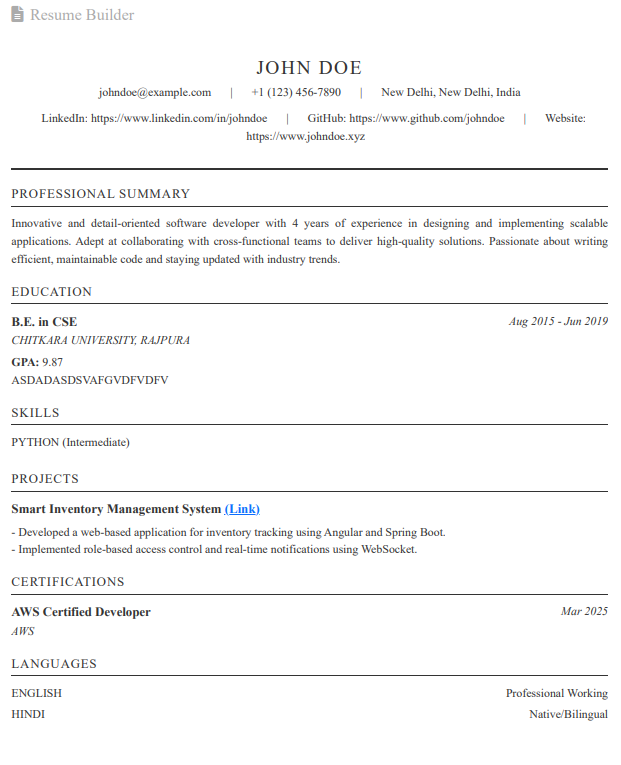 Resume Builder
JOHN DOE
johndoe@example.com | +1 (123) 456-7890 | New Delhi, New Delhi, India
LinkedIn: https://www.linkedin.com/in/johndoe | GitHub: https://www.github.com/johndoe | Website:
https://www.johndoe.xyz
PROFESSIONAL SUMMARY
Innovative and detail-oriented software developer with 4 years of experience in designing and implementing scalable
applications. Adept at collaborating with cross-functional teams to deliver high-quality solutions. Passionate about writing
efficient, maintainable code and staying updated with industry trends.
EDUCATION
B.E. in CSE Aug 2015 - Jun 2019
CHITKARA UNIVERSITY, RAJPURA
GPA: 9.87
ASDADASDSVAFGVDFVDFV
SKILLS
PYTHON (Intermediate)
PROJECTS
Smart Inventory Management System (Link)
- Developed a web-based application for inventory tracking using Angular and Spring Boot.
- Implemented role-based access control and real-time notifications using WebSocket.
CERTIFICATIONS
AWS Certified Developer Mar 2025
AWS
LANGUAGES
ENGLISH Professional Working
HINDI Native/Bilingual